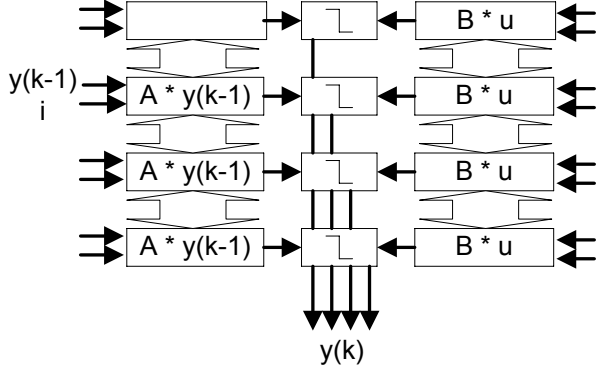 B * u
y(k-1)
i
A * y(k-1)
B * u
A * y(k-1)
B * u
A * y(k-1)
B * u
y(k)